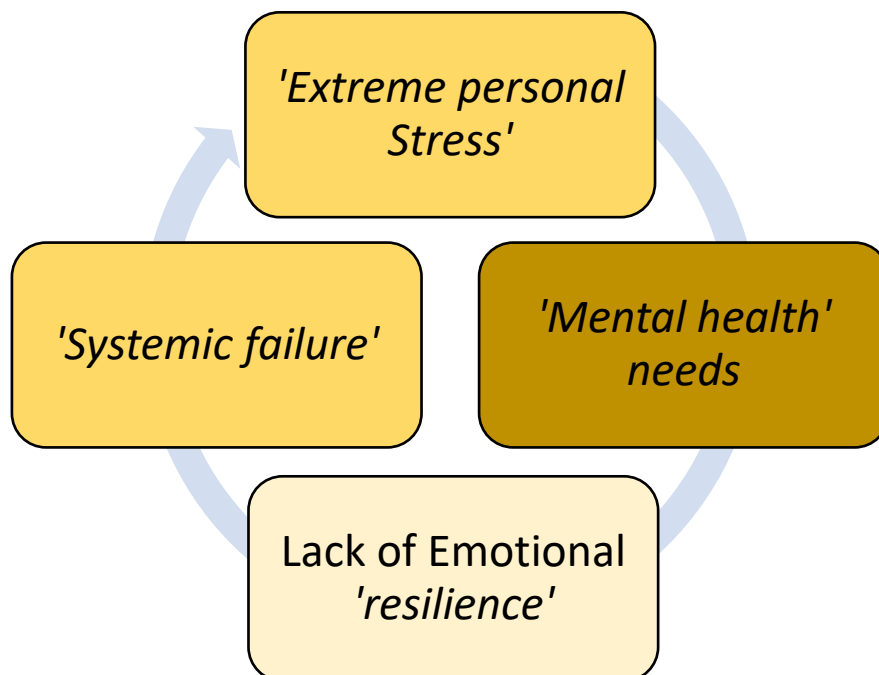 'Extreme personal
Stress'
'Mental health'
needs
Lack of Emotional
'resilience'
'Systemic failure'